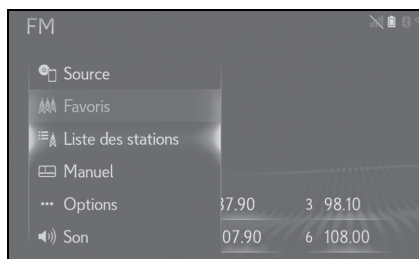 FM
Source
Favoris
Liste des stations
Manuel
Options
37.90 3 98.10
Son
07.90 6 108.00